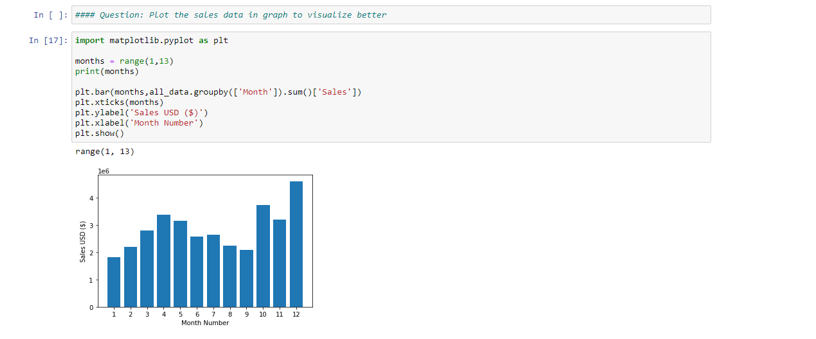 In [ ]: #### Question: Plot the sales data in graph to visualize better
In [17]: import matplotlib.pyplot as plt
months = range(1,13)
print(months)
plt.bar(months,all_data.groupby(['Month']).sum()['Sales'])
plt.xticks(months)
plt.ylabel('Sales USD ($)')
plt.xlabel('Month Number')
plt.show()
range(1, 13)
1e6
4
3
2
1
0
Sales USD ($)
1 2 3 4 5 6 7 8 9 10 11 12
Month Number